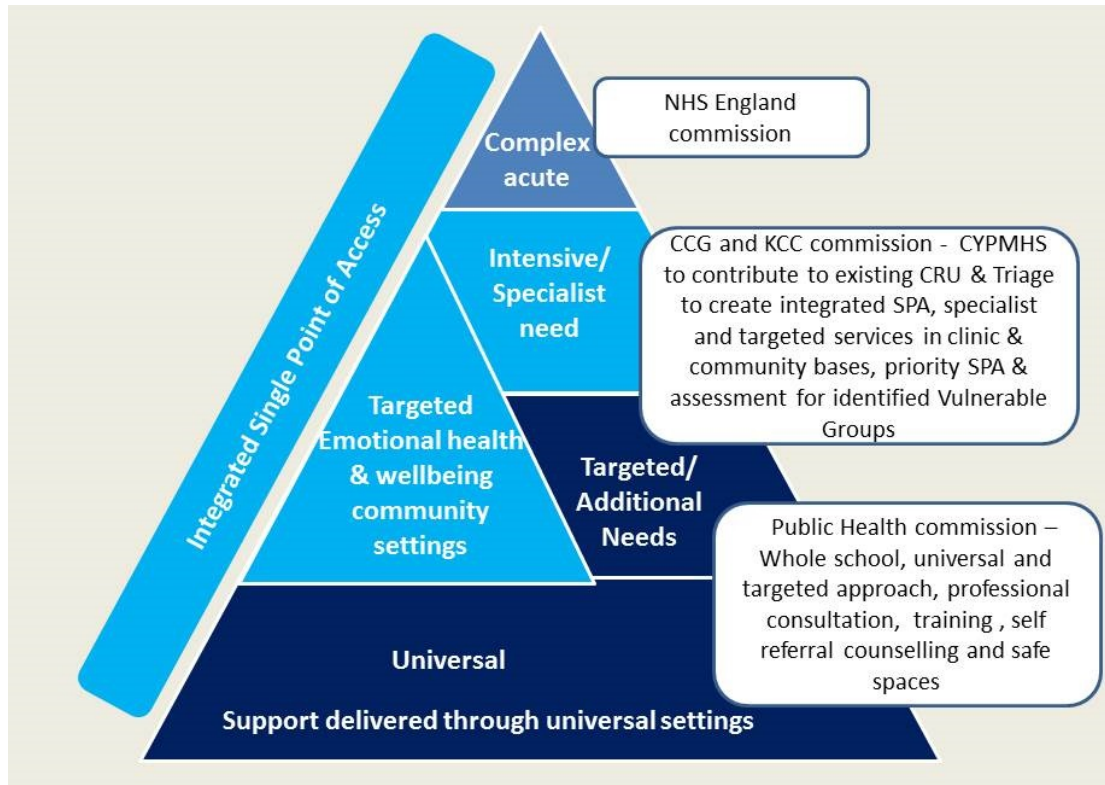 Integrated Single Point of Access
Complex
acute
NHS England
commission
Intensive/
Specialist
need
CCG and KCC commission - CYPMHS
to contribute to existing CRU & Triage
to create integrated SPA, specialist
and targeted services in clinic &
community bases, priority SPA &
assessment for identified Vulnerable
Groups
Targeted
Emotional health
& wellbeing
community
settings
Targeted/
Additional
Needs
Public Health commission –
Whole school, universal and
targeted approach, professional
consultation, training , self
referral counselling and safe
spaces
Universal
Support delivered through universal settings